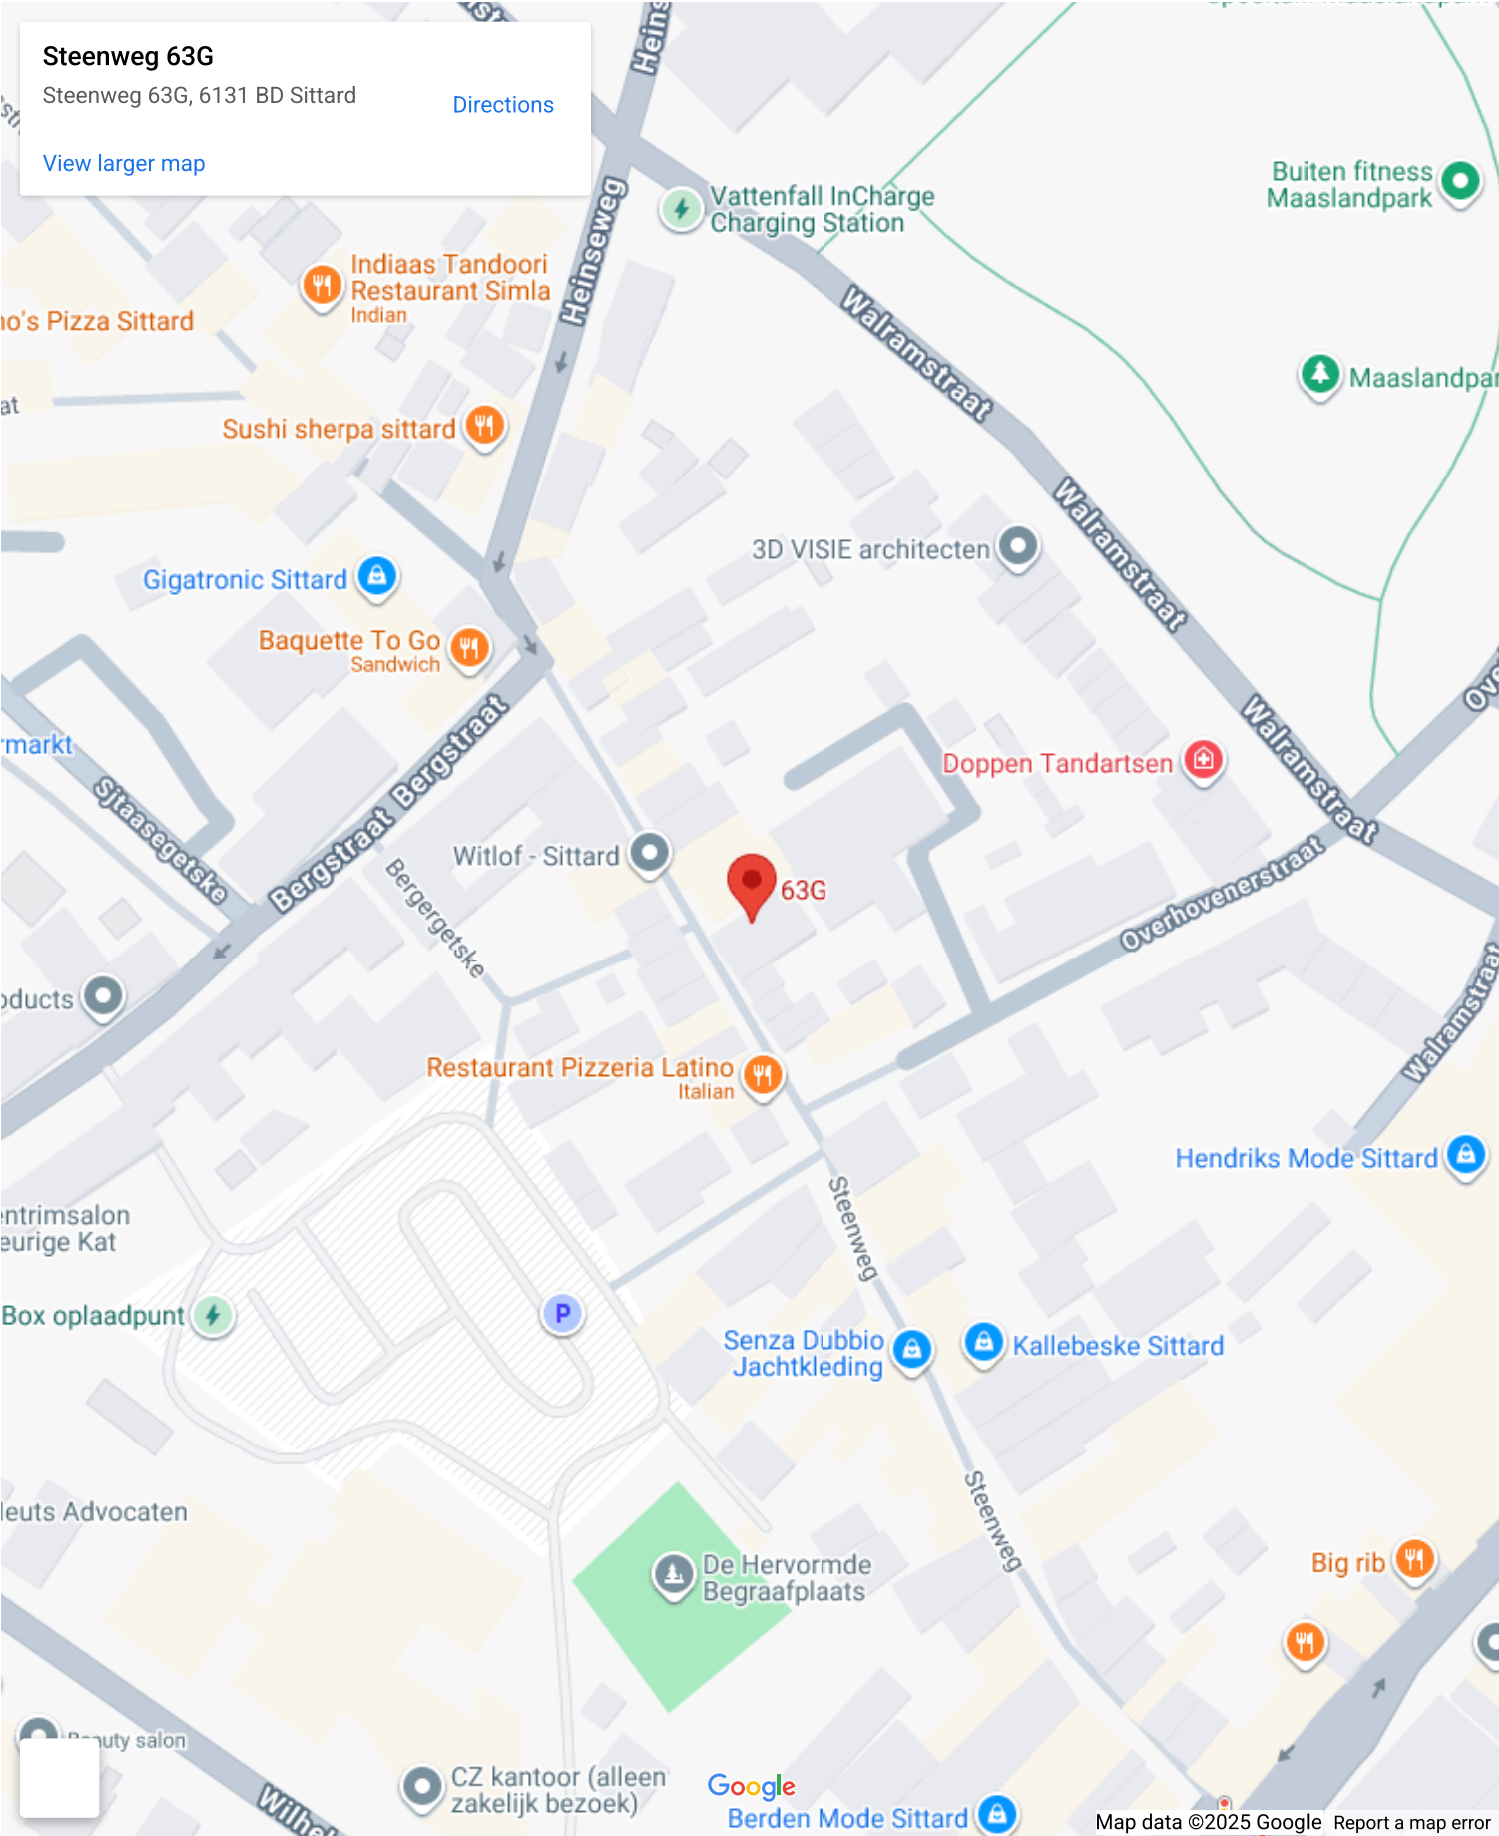 Steenweg 63G
Steenweg 63G, 6131 BD Sittard
Directions
View larger map
Heinseweg
Vattenfall InCharge
Charging Station
Buiten fitness
Maaslandpark
Indiaas Tandoori
Restaurant Simla
Indian
no's Pizza Sittard
Walramstraat
Maaslandpar
at
Sushi sherpa sittard
Walramstraat
3D VISIE architecten
Gigatronic Sittard
Baquette To Go
Sandwich
Bergstraat
Bergstraat
rmarkt
Sjtaasegetske
Walramstraat
Doppen Tandartsen
Witlof - Sittard
63G
Bergergetske
Overhovenerstraat
Walramstraat
oducts
Restaurant Pizzeria Latino
Italian
Hendriks Mode Sittard
Steenweg
entrimsalon
eurige Kat
Box oplaadpunt
P
Senza Dubbio
Jachtkleding
Kallebeske Sittard
Steenweg
leuts Advocaten
De Hervormde
Begraafplaats
Big rib
CZ kantoor (alleen
zakelijk bezoek)
Google
Berden Mode Sittard
Map data ©2025 Google
Report a map error